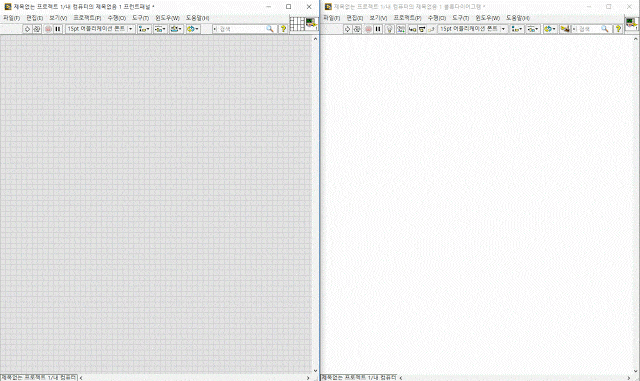 제목없는 프로젝트 1/내 컴퓨터의 제목없음 1 프런트패널 *
파일(F) 편집(E) 보기(V) 프로젝트(P) 수행(O) 도구(T) 윈도우(W) 도움말(H)
15pt 어플리케이션 폰트
검색
제목없는 프로젝트 1/내 컴퓨터
제목없는 프로젝트 1/내 컴퓨터의 제목없음 1 블록다이어그램 *
파일(F) 편집(E) 보기(V) 프로젝트(P) 수행(O) 도구(T) 윈도우(W) 도움말(H)
15pt 어플리케이션 폰트
검색
제목없는 프로젝트 1/내 컴퓨터